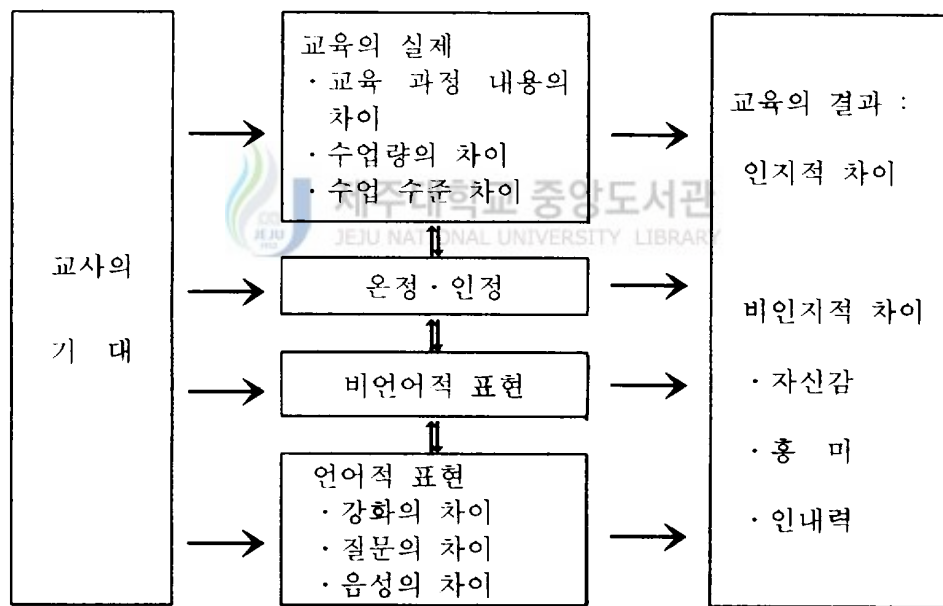 교사의
기 대
교육의 실제
· 교육 과정 내용의
차이
· 수업량의 차이
· 수업 수준 차이
온정 · 인정
비언어적 표현
언어적 표현
· 강화의 차이
· 질문의 차이
· 음성의 차이
교육의 결과 :
인지적 차이
비인지적 차이
· 자신감
· 흥 미
· 인내력
제주대학교 중앙도서관
JEJU NATIONAL UNIVERSITY LIBRARY
JEJU
1952